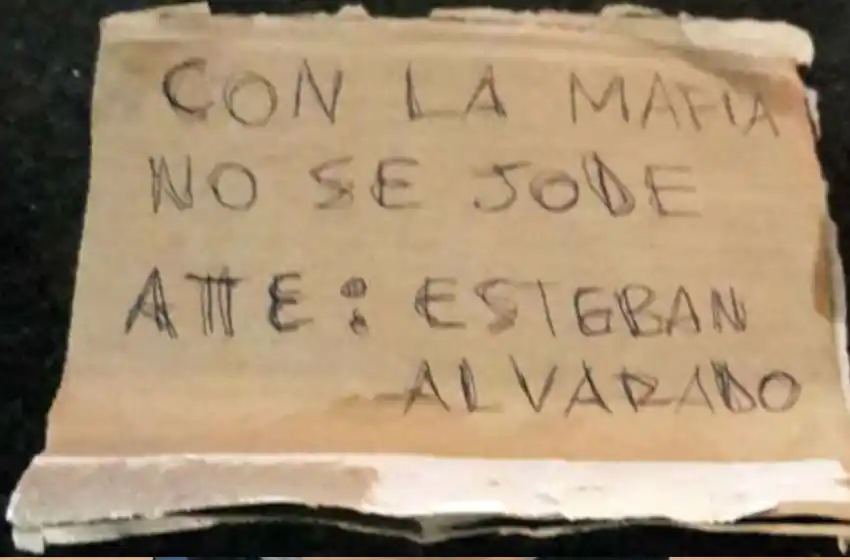 CON LA MAFIA
NO SE JODE
ATTE: ESTEBAN
ALVARADO